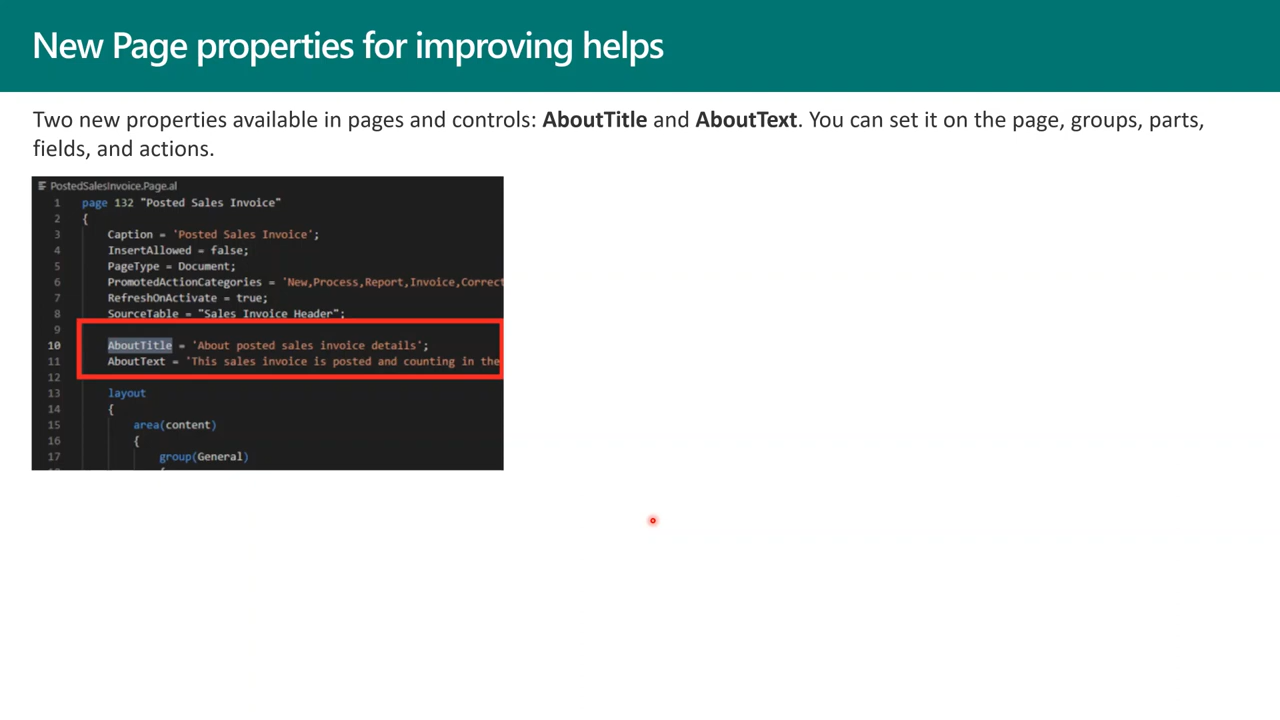 New Page properties for improving helps
Two new properties available in pages and controls: AboutTitle and AboutText. You can set it on the page, groups, parts,
fields, and actions.
PostedSalesInvoice.Page.al
1 page 132 "Posted Sales Invoice"
2 {
3 Caption = 'Posted Sales Invoice';
4 InsertAllowed = false;
5 PageType = Document;
6 PromotedActionCategories = 'New,Process,Report,Invoice,Correct
7 RefreshOnActivate = true;
8 SourceTable = "Sales Invoice Header";
9
10 AboutTitle = 'About posted sales invoice details';
11 AboutText = 'This sales invoice is posted and counting in the
12
13 layout
14 {
15 area(content)
16 {
17 group(General)